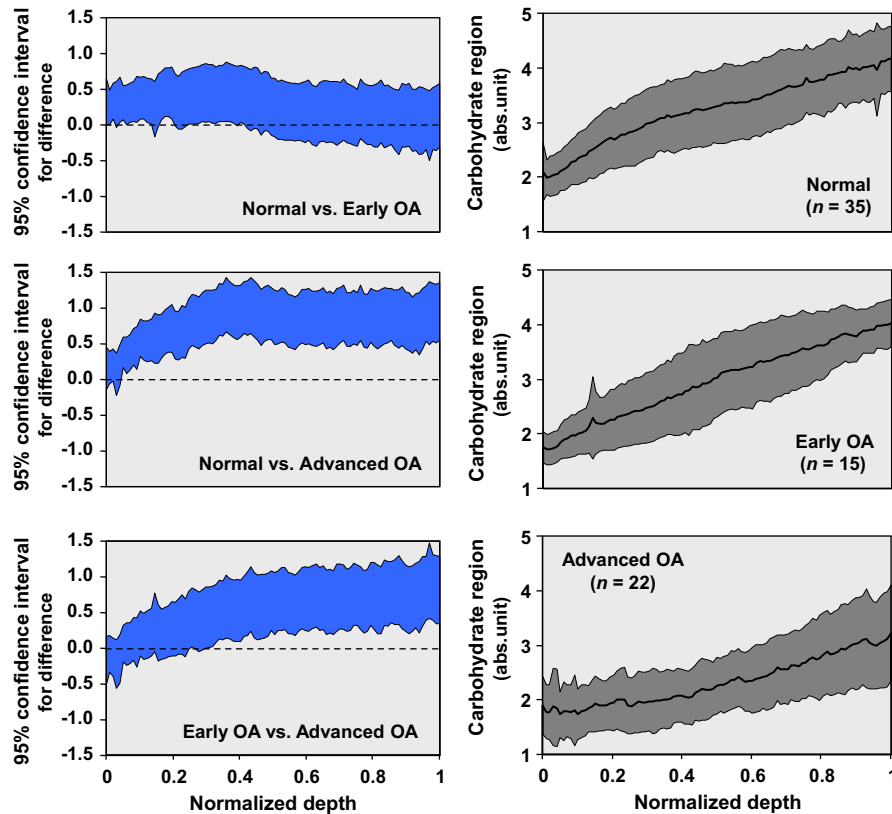 95% confidence interval
for difference
1.5
1.0
0.5
0.0
-0.5
-1.0
-1.5
Normal vs. Early OA
Carbohydrate region
(abs.unit)
5
4
3
2
1
Normal
(n = 35)
95% confidence interval
for difference
1.5
1.0
0.5
0.0
-0.5
1.0
-1.5
Normal vs. Advanced OA
Carbohydrate region
(abs.unit)
5
4
3
2
1
Early OA
(n = 15)
95% confidence interval
for difference
1.5
1.0
0.5
0.0
-0.5
1.0
-1.5
Early OA vs. Advanced OA
0
0.2
0.4
0.6
0.8
1
Normalized depth
Carbohydrate region
(abs.unit)
5
4
3
2
1
Advanced OA
(n = 22)
0
0.2
0.4
0.6
0.8
1
Normalized depth